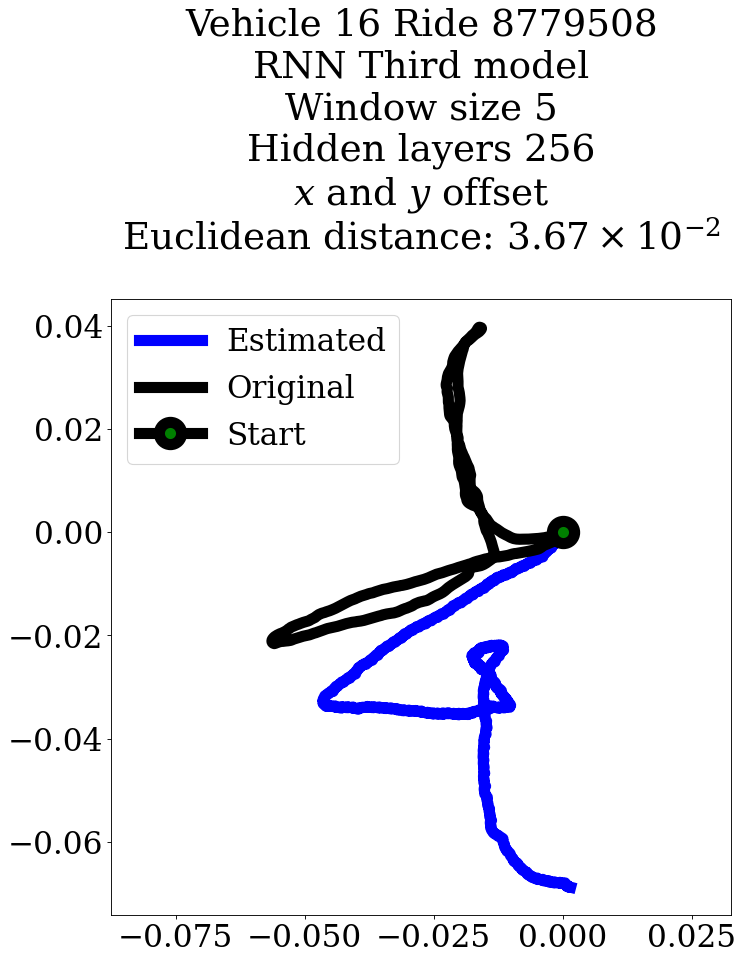 Vehicle 16 Ride 8779508
RNN Third model
Window size 5
Hidden layers 256
x and y offset
Euclidean distance: 3.67 × 10⁻²
Estimated
Original
Start
0.04
0.02
0.00
−0.02
−0.04
−0.06
−0.075 −0.050 −0.025 0.000 0.025